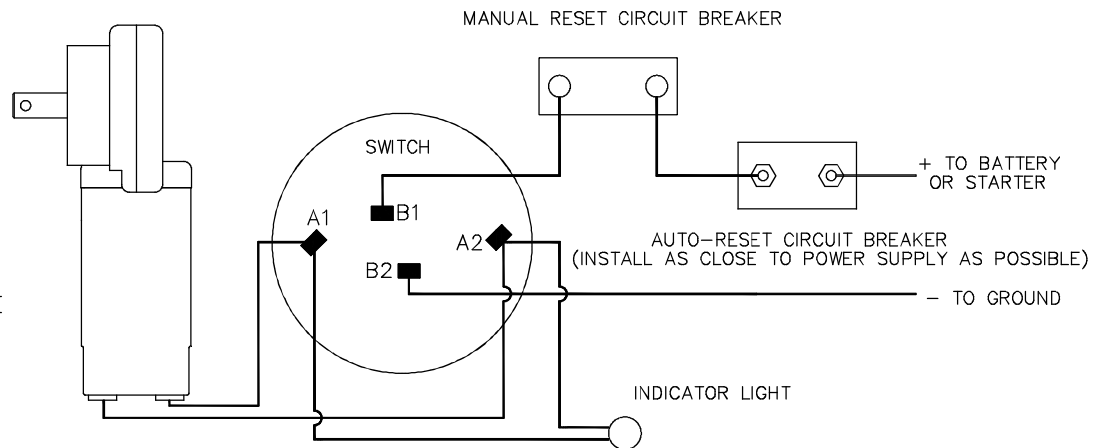 MANUAL RESET CIRCUIT BREAKER
SWITCH
+ TO BATTERY
OR STARTER
A1
B1
A2
B2
AUTO-RESET CIRCUIT BREAKER
(INSTALL AS CLOSE TO POWER SUPPLY AS POSSIBLE)
- TO GROUND
INDICATOR LIGHT